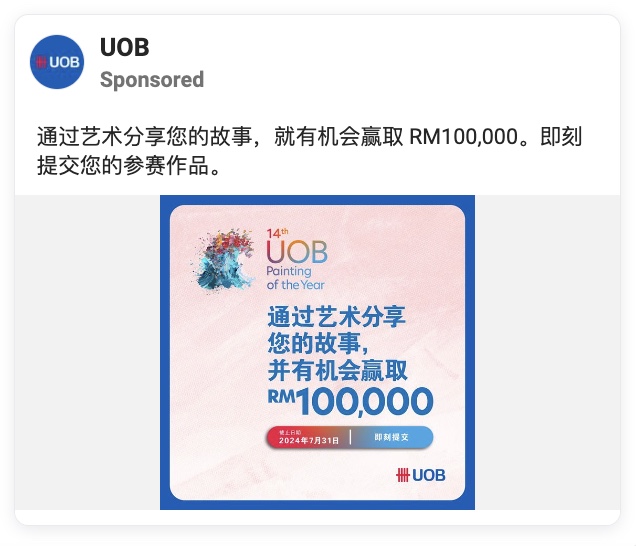 UOB
UOB
Sponsored
通过艺术分享您的故事，就有机会赢取 RM100,000。即刻
提交您的参赛作品。
14th
UOB
Painting
of the Year
通过艺术分享
您的故事，
并有机会赢取
RM100,000
截止日期
2024年7月31日
即刻提交
UOB